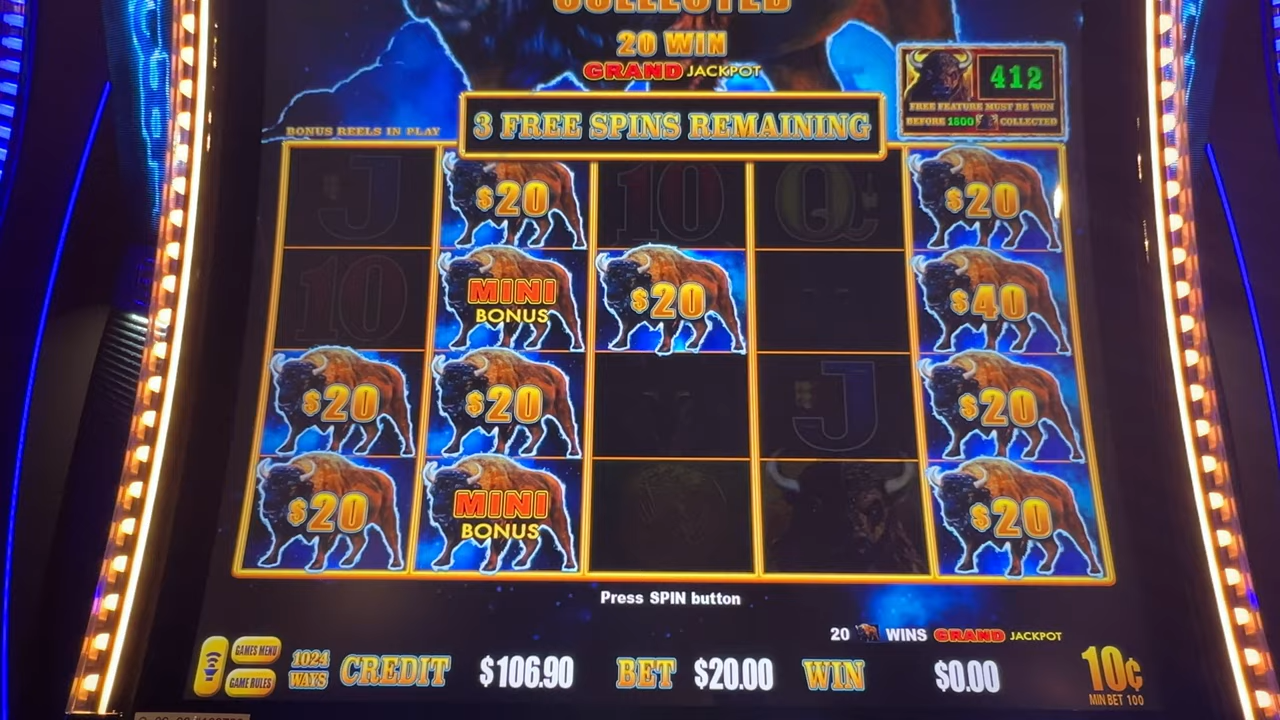 COLLECTED
20 WIN
GRAND JACKPOT
412
FREE FEATURE MUST BE WON
BEFORE 1800 COLLECTED
BONUS REELS IN PLAY
3 FREE SPINS REMAINING
J $20 10 Q $20
10 MINI BONUS $20 $40
$20 $20 J $20
$20 MINI BONUS $20
Press SPIN button
20 WINS GRAND JACKPOT
GAMES MENU
GAME RULES
1024 WAYS CREDIT $106.90 BET $20.00 WIN $0.00 10¢
MIN BET 100